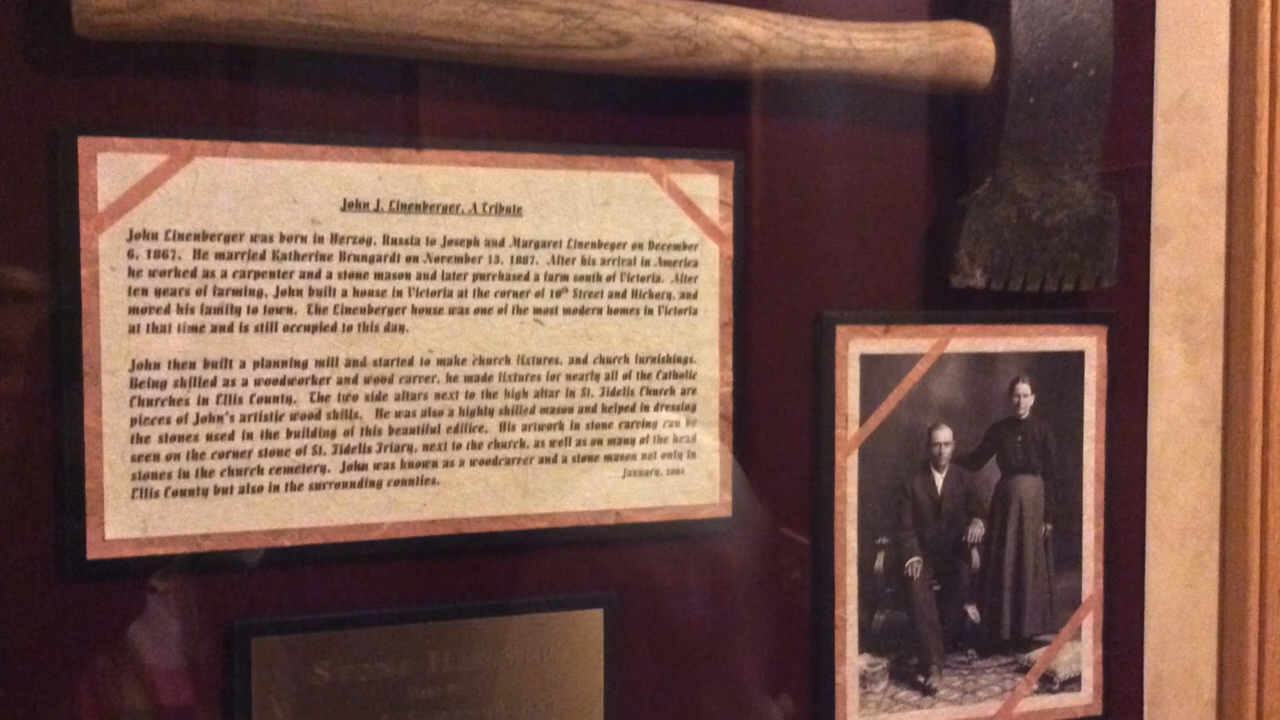 John J. Linenberger, A Tribute
John Linenberger was born in Herzog, Russia to Joseph and Margaret Linenbeger on December
6, 1867. He married Katherine Brungardt on November 13, 1887. After his arrival in America
he worked as a carpenter and a stone mason and later purchased a farm south of Victoria. After
ten years of farming, John built a house in Victoria at the corner of 10th Street and Hickory, and
moved his family to town. The Linenberger house was one of the most modern homes in Victoria
at that time and is still occupied to this day.
John then built a planning mill and started to make church fixtures, and church furnishings.
Being skilled as a woodworker and wood carver, he made fixtures for nearly all of the Catholic
Churches in Ellis County. The two side altars next to the high altar in St. Fidelis Church are
pieces of John's artistic wood skills. He was also a highly skilled mason and helped in dressing
the stones used in the building of this beautiful edifice. His artwork in stone carving can be
seen on the corner stone of St. Fidelis Friary, next to the church, as well as on many of the head
stones in the church cemetery. John was known as a woodcarver and a stone mason not only in
Ellis County but also in the surrounding counties.
January, 2004